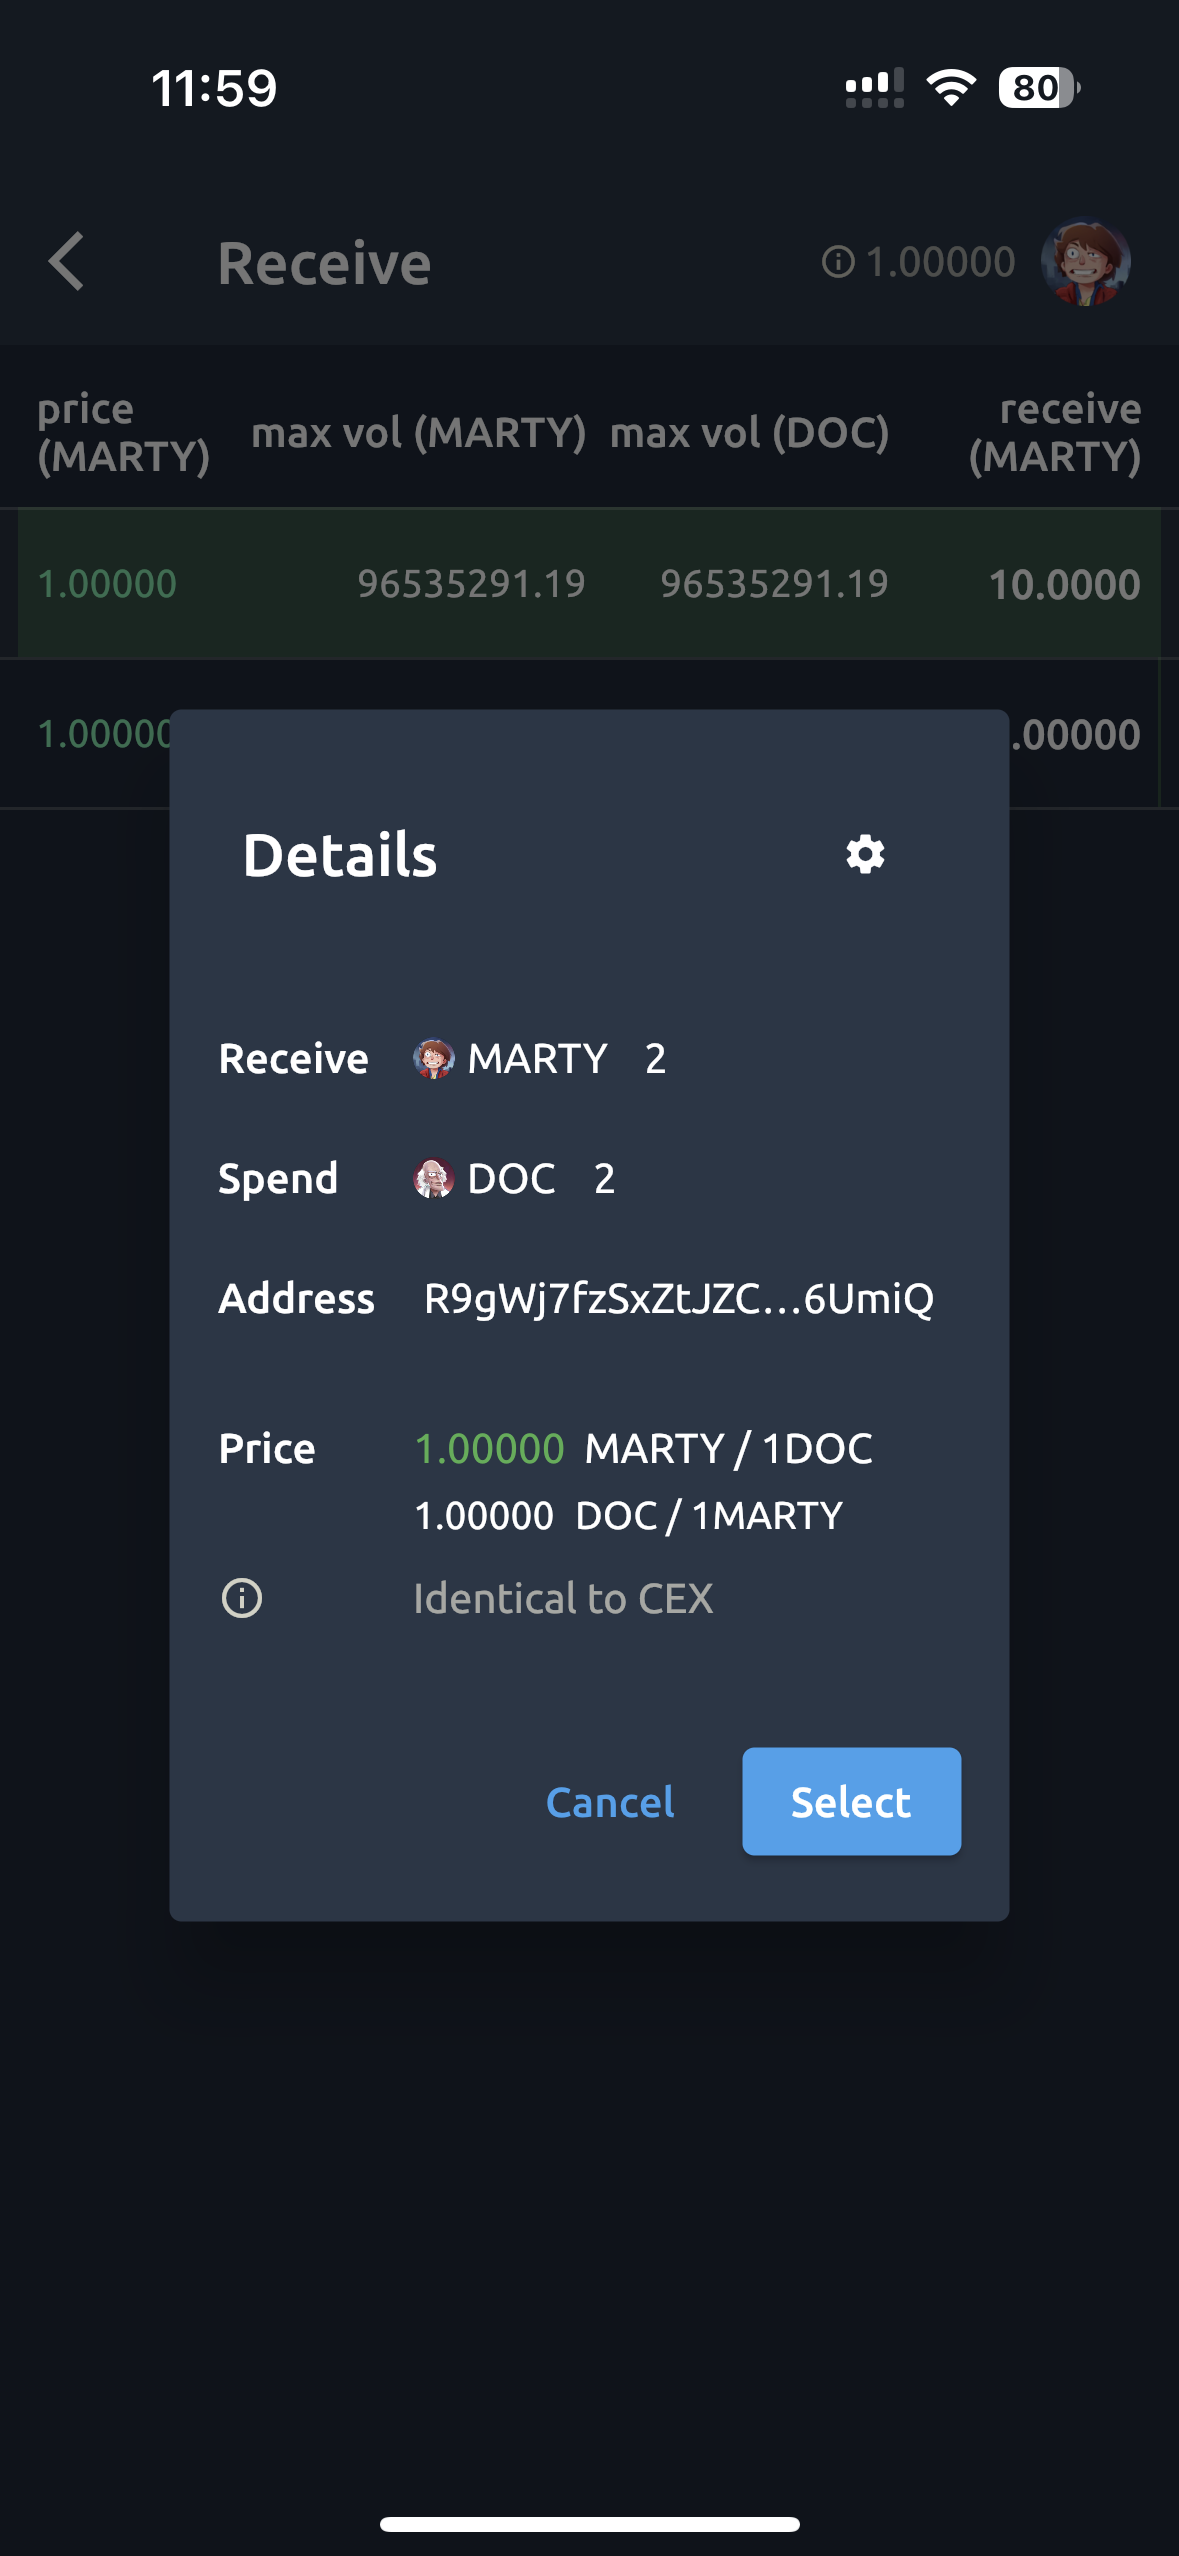 11:59
80
Receive
1.00000
price (MARTY)
max vol (MARTY)
max vol (DOC)
receive (MARTY)
1.00000 96535291.19 96535291.19 10.0000
1.00000 .00000
Details
Receive MARTY 2
Spend DOC 2
Address R9gWj7fzSxZtJZC...6UmiQ
Price 1.00000 MARTY / 1DOC
1.00000 DOC / 1MARTY
Identical to CEX
Cancel Select